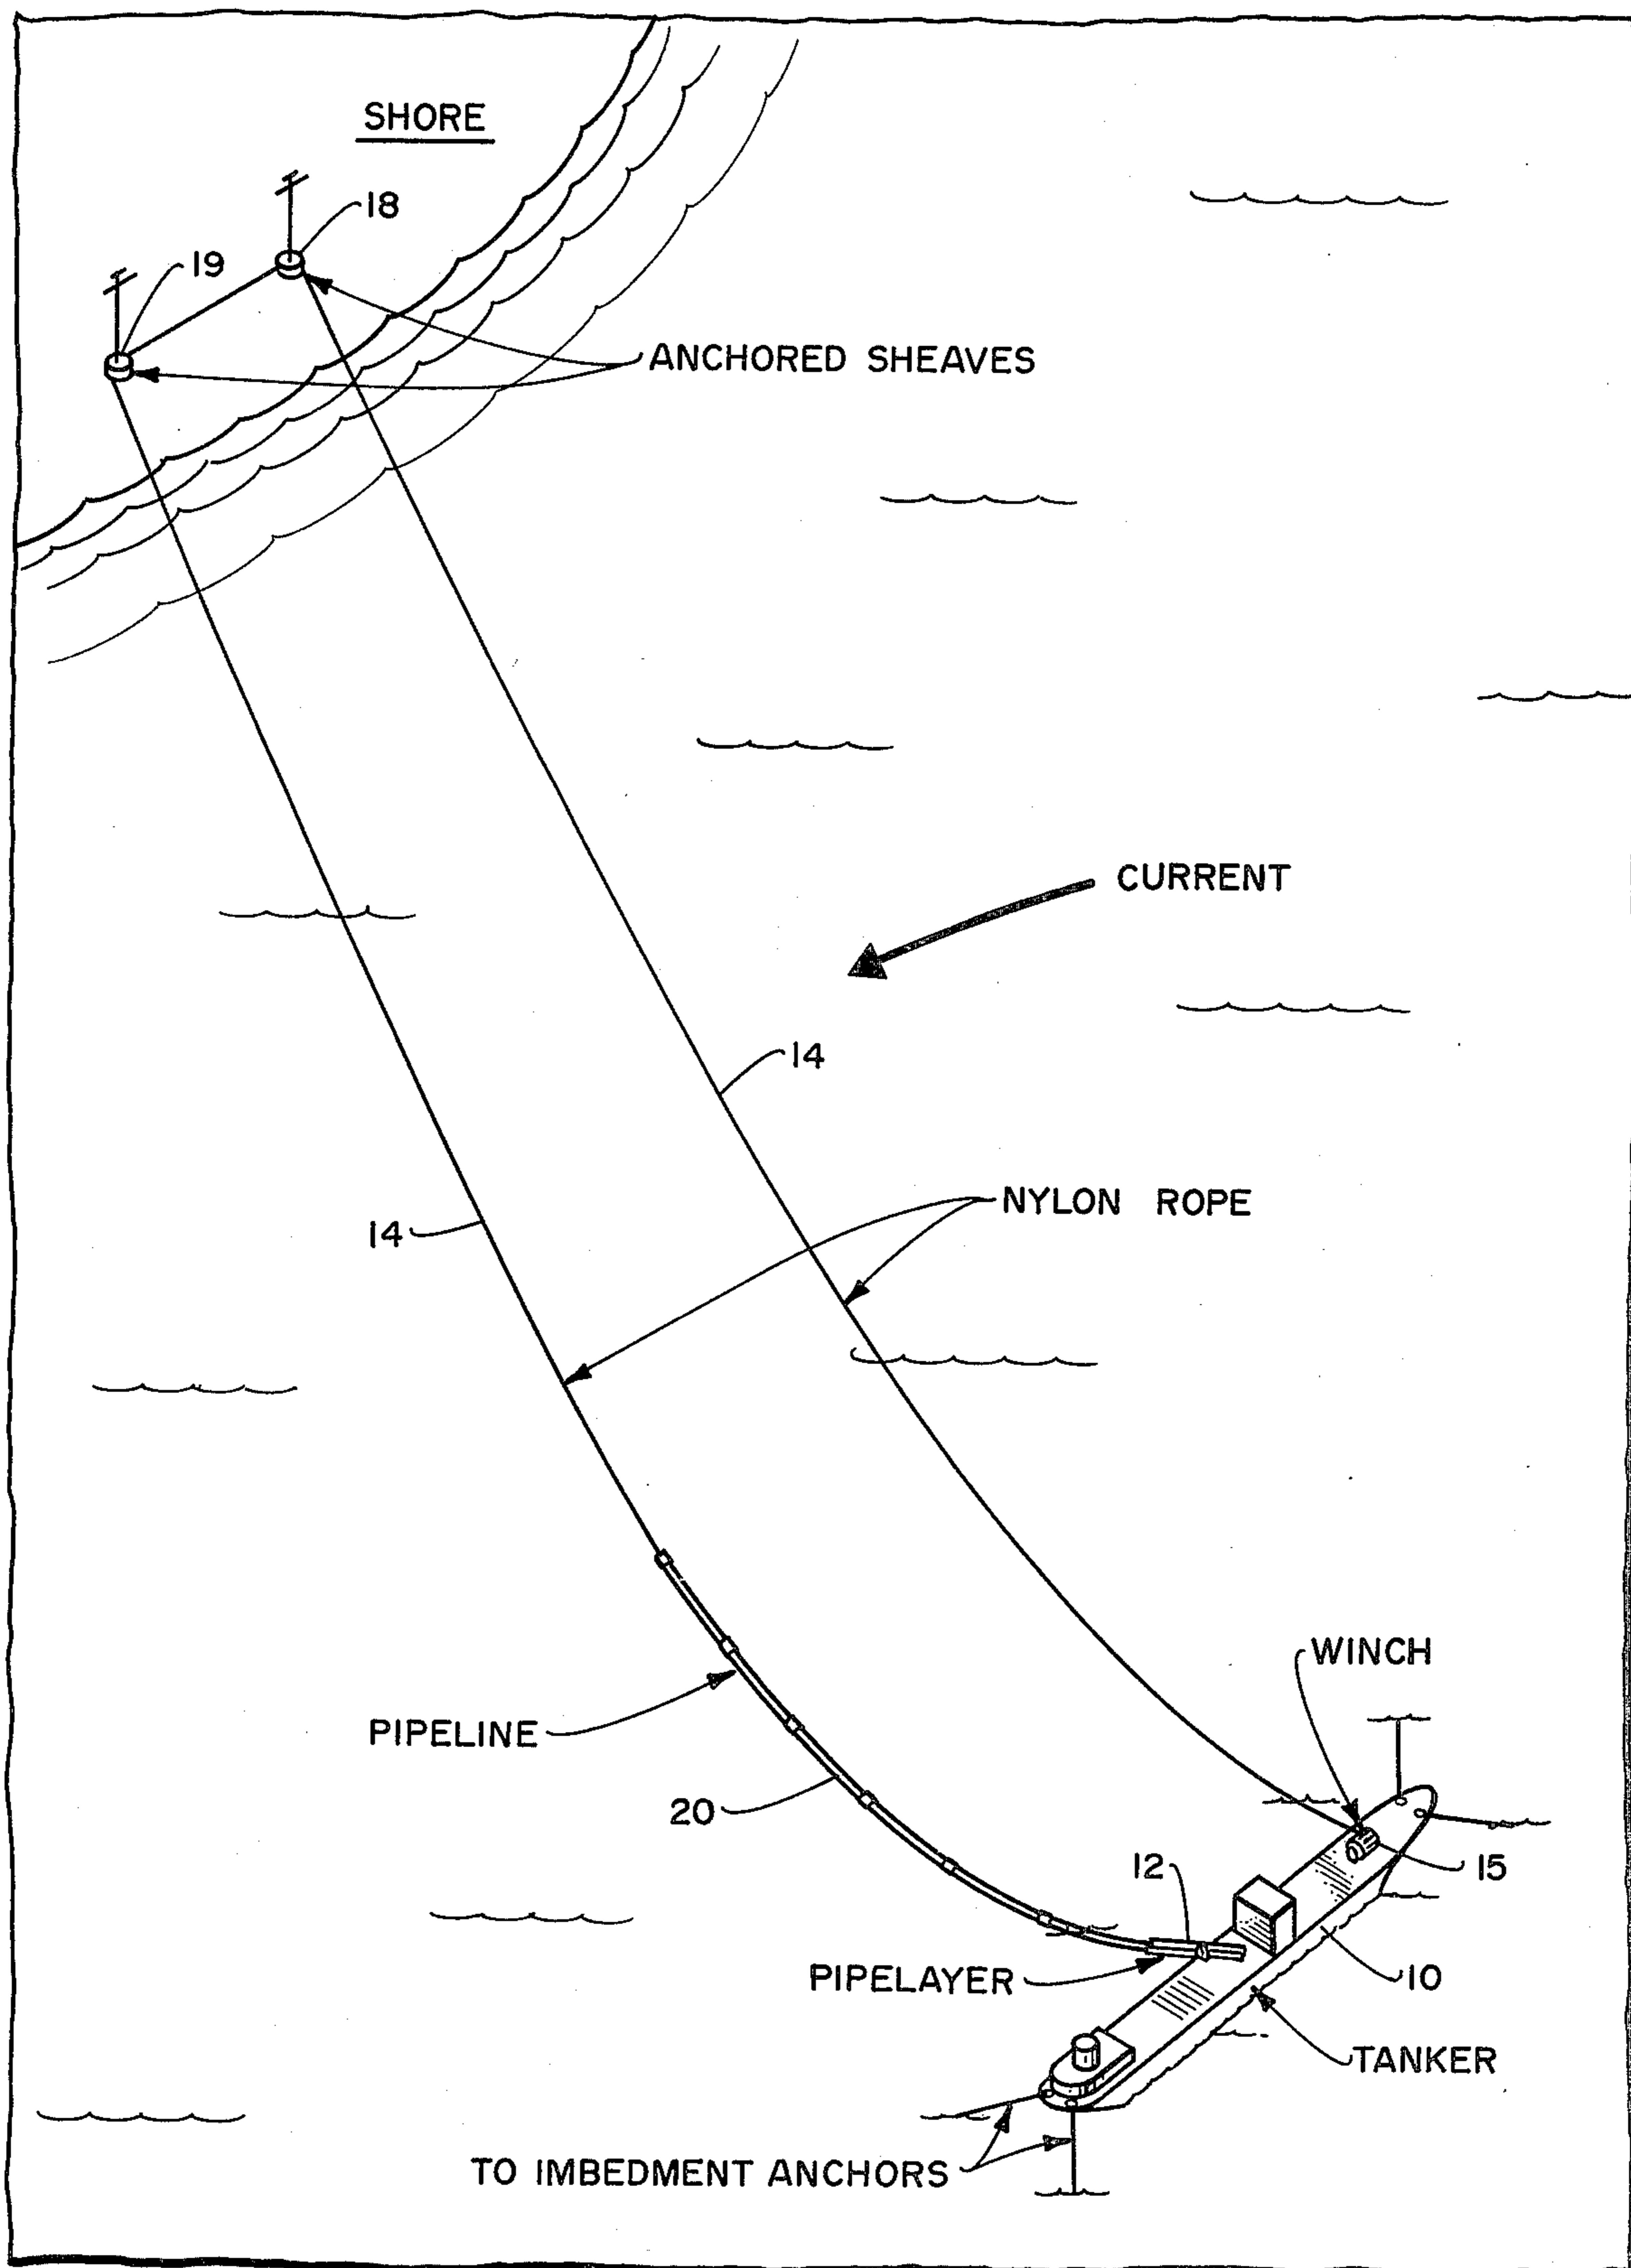 SHORE
18
19
ANCHORED SHEAVES
CURRENT
14
NYLON ROPE
14
WINCH
PIPELINE
20
12
15
PIPELAYER
10
TANKER
TO IMBEDMENT ANCHORS